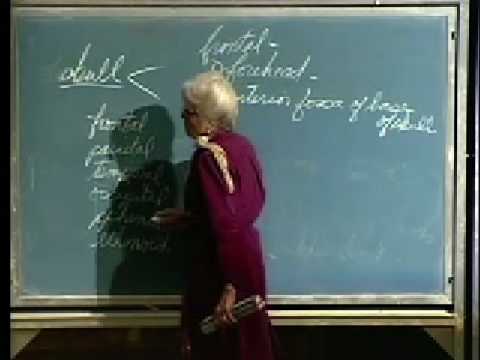 skull <
frontal
parietal
temporal
occipital
sphenoid
ethmoid
frontal -
forehead -
anterior fossa of base
of skull